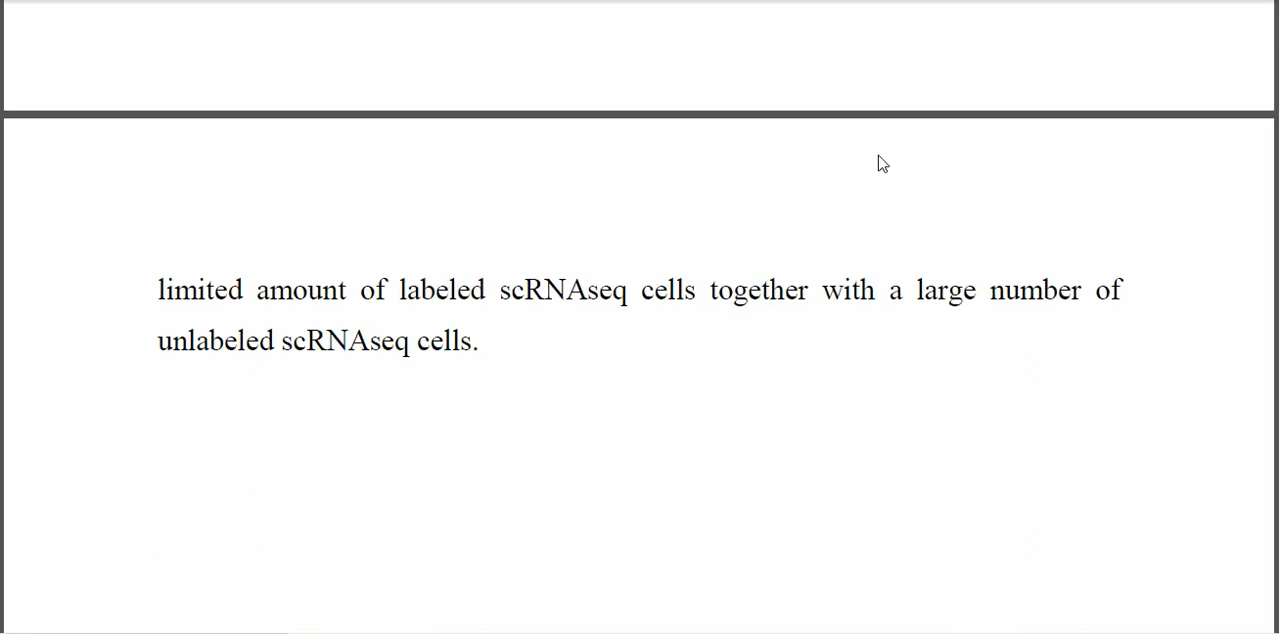 limited amount of labeled scRNAseq cells together with a large number of
unlabeled scRNAseq cells.